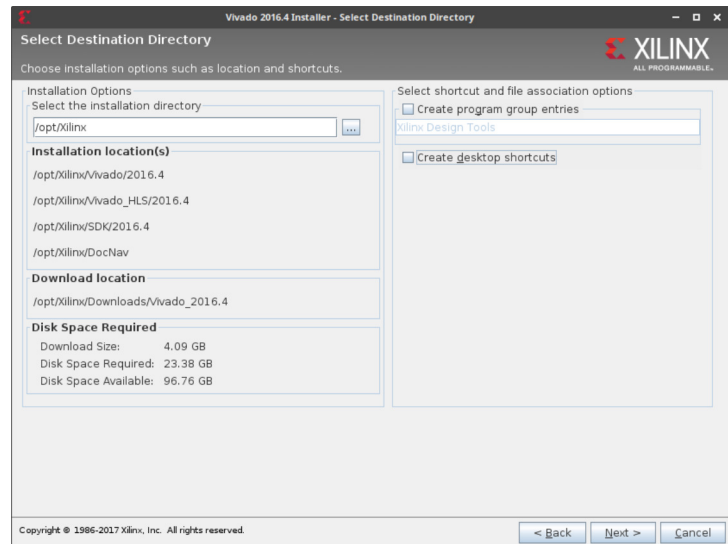 Vivado 2016.4 Installer - Select Destination Directory
Select Destination Directory
Choose installation options such as location and shortcuts.
XILINX
ALL PROGRAMMABLE.
Installation Options
Select the installation directory
/opt/Xilinx
...
Installation location(s)
/opt/Xilinx/Vivado/2016.4
/opt/Xilinx/Vivado_HLS/2016.4
/opt/Xilinx/SDK/2016.4
/opt/Xilinx/DocNav
Download location
/opt/Xilinx/Downloads/Vivado_2016.4
Disk Space Required
Download Size: 4.09 GB
Disk Space Required: 23.38 GB
Disk Space Available: 96.76 GB
Select shortcut and file association options
Create program group entries
Xilinx Design Tools
Create desktop shortcuts
Copyright © 1986-2017 Xilinx, Inc. All rights reserved.
< Back
Next >
Cancel